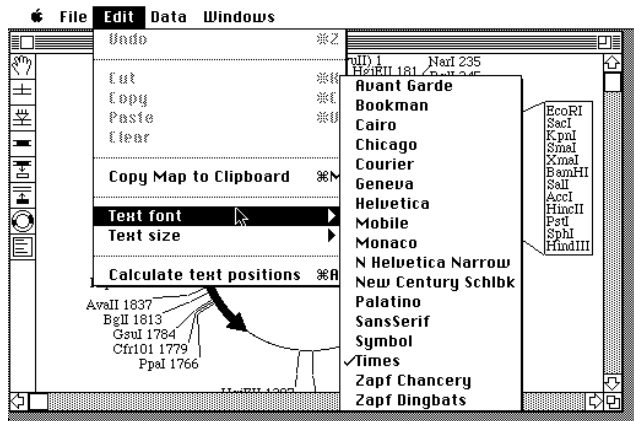 File Edit Data Windows
Undo ⌘Z
Cut
Copy
Paste
Clear
Copy Map to Clipboard ⌘M
Text font
Text size
Calculate text positions ⌘A
Avant Garde
Bookman
Cairo
Chicago
Courier
Geneva
Helvetica
Mobile
Monaco
N Helvetica Narrow
New Century Schlbk
Palatino
SansSerif
Symbol
✓Times
Zapf Chancery
Zapf Dingbats
NarI 235
HgiEII 181
EcoRI
SacI
KpnI
SmaI
XmaI
BamHI
SalI
AccI
HincII
PstI
SphI
HindIII
AvaII 1837
BglI 1813
GsuI 1784
Cfr101 1779
PpaI 1766